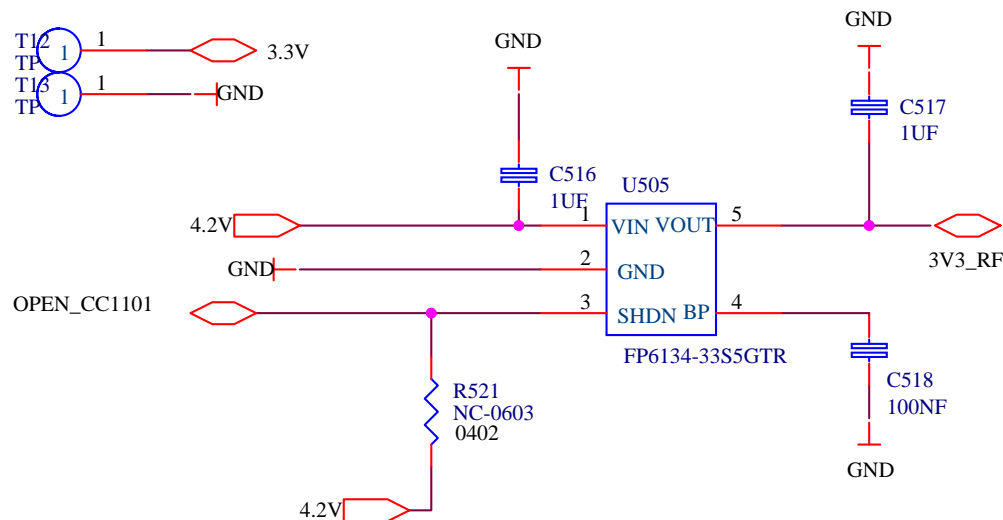 T12
TP
1
1
3.3V
T13
TP
1
1
GND
GND
GND
C516
1UF
C517
1UF
U505
4.2V
1
VIN
VOUT
5
3V3_RF
GND
2
GND
OPEN_CC1101
3
SHDN
BP
4
FP6134-33S5GTR
C518
100NF
GND
R521
NC-0603
0402
4.2V